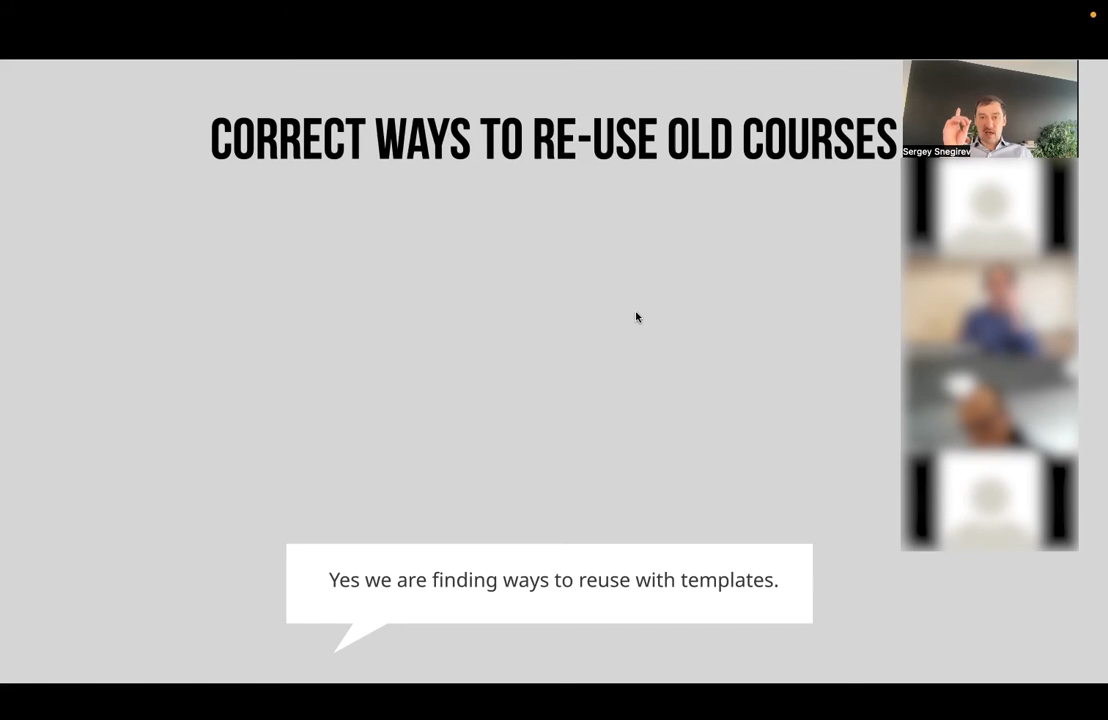 CORRECT WAYS TO RE-USE OLD COURSES
Sergey Snegirev
Yes we are finding ways to reuse with templates.